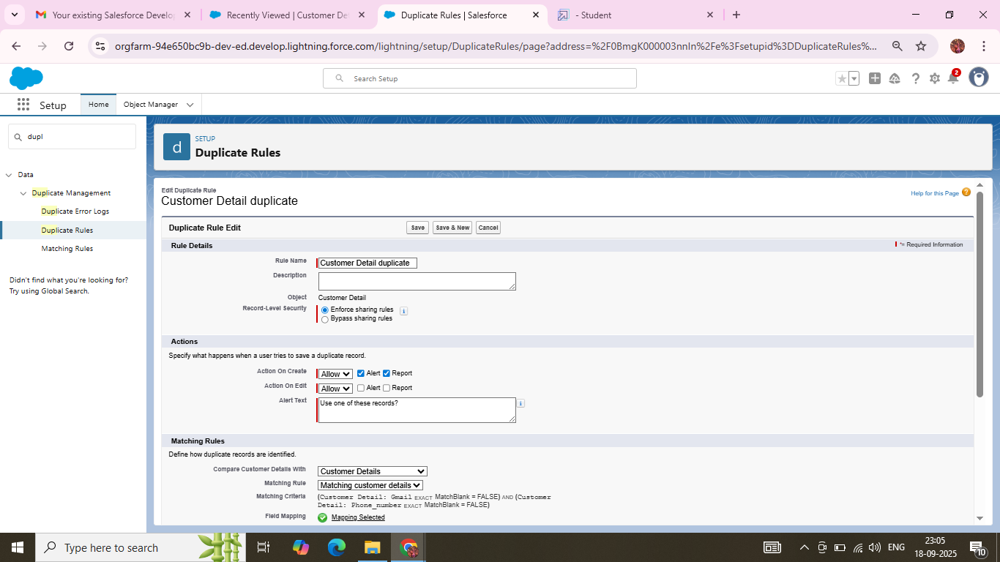 Your existing Salesforce Develo
Recently Viewed | Customer De
Duplicate Rules | Salesforce
- Student
orgfarm-94e650bc9b-dev-ed.develop.lightning.force.com/lightning/setup/DuplicateRules/page?address=%2F0BmgK000003nnIn%2Fe%3Fsetupid%3DDuplicateRules%...
Search Setup
2
Setup
Home
Object Manager
dupl
SETUP
d
Duplicate Rules
Data
Duplicate Management
Duplicate Error Logs
Duplicate Rules
Matching Rules
Didn't find what you're looking for?
Try using Global Search.
Edit Duplicate Rule
Customer Detail duplicate
Help for this Page ?
Duplicate Rule Edit
Save
Save & New
Cancel
Rule Details
*= Required Information
Rule Name
Customer Detail duplicate
Description
Object
Customer Detail
Record-Level Security
Enforce sharing rules
i
Bypass sharing rules
Actions
Specify what happens when a user tries to save a duplicate record.
Action On Create
Allow
Alert
Report
Action On Edit
Allow
Alert
Report
Alert Text
Use one of these records?
i
Matching Rules
Define how duplicate records are identified.
Compare Customer Details With
Customer Details
Matching Rule
Matching customer details
Matching Criteria
(Customer Detail: Gmail EXACT MatchBlank = FALSE) AND (Customer
Detail: Phone_number EXACT MatchBlank = FALSE)
Field Mapping
Mapping Selected
Type here to search
ENG
23:05
18-09-2025
10